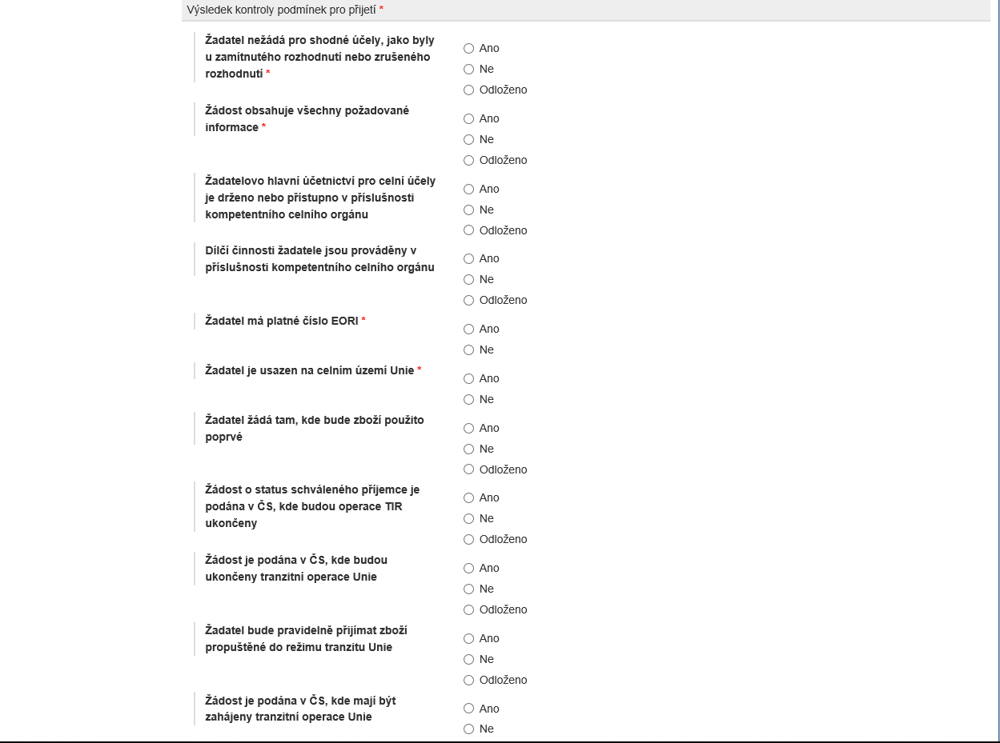 Výsledek kontroly podmínek pro přijetí *
Žadatel nežádá pro shodné účely, jako byly
u zamítnutého rozhodnutí nebo zrušeného
rozhodnutí *
Ano
Ne
Odloženo
Žádost obsahuje všechny požadované
informace *
Ano
Ne
Odloženo
Žadatelovo hlavní účetnictví pro celní účely
je drženo nebo přístupno v příslušnosti
kompetentního celního orgánu
Ano
Ne
Odloženo
Dílčí činnosti žadatele jsou prováděny v
příslušnosti kompetentního celního orgánu
Ano
Ne
Odloženo
Žadatel má platné číslo EORI *
Ano
Ne
Žadatel je usazen na celním území Unie *
Ano
Ne
Žadatel žádá tam, kde bude zboží použito
poprvé
Ano
Ne
Odloženo
Žádost o status schváleného příjemce je
podána v ČS, kde budou operace TIR
ukončeny
Ano
Ne
Odloženo
Žádost je podána v ČS, kde budou
ukončeny tranzitní operace Unie
Ano
Ne
Odloženo
Žadatel bude pravidelně přijímat zboží
propuštěné do režimu tranzitu Unie
Ano
Ne
Odloženo
Žádost je podána v ČS, kde mají být
zahájeny tranzitní operace Unie
Ano
Ne